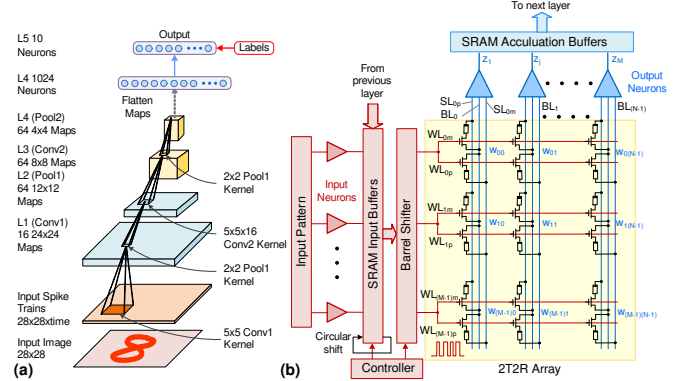 L5 10
Neurons
Output
Labels
L4 1024
Neurons
Flatten
Maps
L4 (Pool2)
64 4x4 Maps
L3 (Conv2)
64 8x8 Maps
L2 (Pool1)
64 12x12
Maps
2x2 Pool1
Kernel
L1 (Conv1)
16 24x24
Maps
5x5x16
Conv2 Kernel
2x2 Pool1
Kernel
Input Spike
Trains
28x28xtime
5x5 Conv1
Kernel
Input Image
28x28
(a)
To next layer
SRAM Acculuation Buffers
z1
zj
zM
Output
Neurons
From
previous
layer
SL0p
BL0
SL0m
BL1
BL(N-1)
Input Pattern
Input
Neurons
SRAM Input Buffers
Barrel Shifter
WL0m
WL0p
W00
W01
W0(N-1)
WL1m
WL1p
W10
W11
W1(N-1)
WL(M-1)m
WL(M-1)p
W(M-1)0
W(M-1)1
W(M-1)(N-1)
Circular
shift
Controller
(b)
2T2R Array